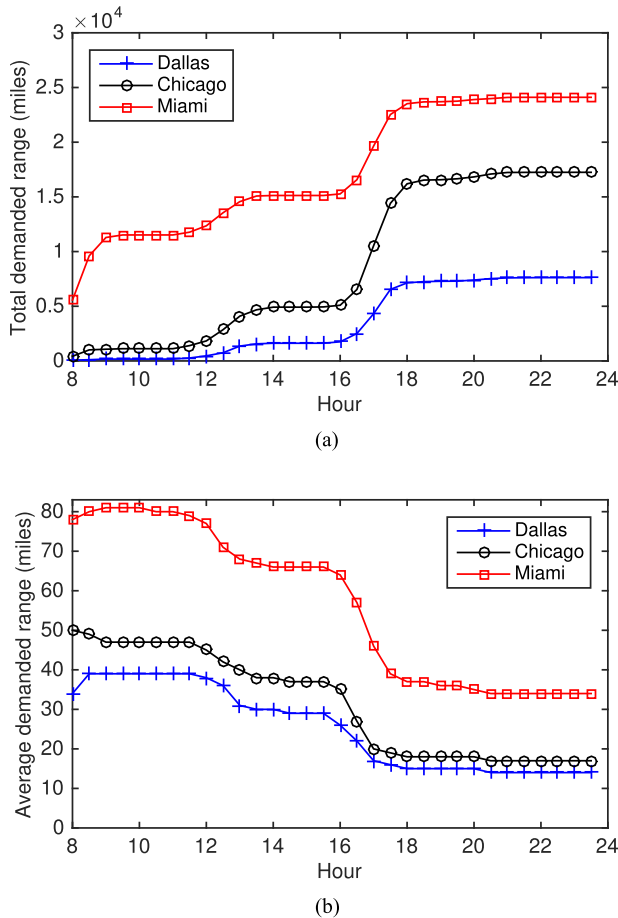 ×10⁴
3
2.5
2
1.5
1
0.5
0
Total demanded range (miles)
Dallas
Chicago
Miami
8 10 12 14 16 18 20 22 24
Hour
(a)
80
70
60
50
40
30
20
10
0
Average demanded range (miles)
Dallas
Chicago
Miami
8 10 12 14 16 18 20 22 24
Hour
(b)